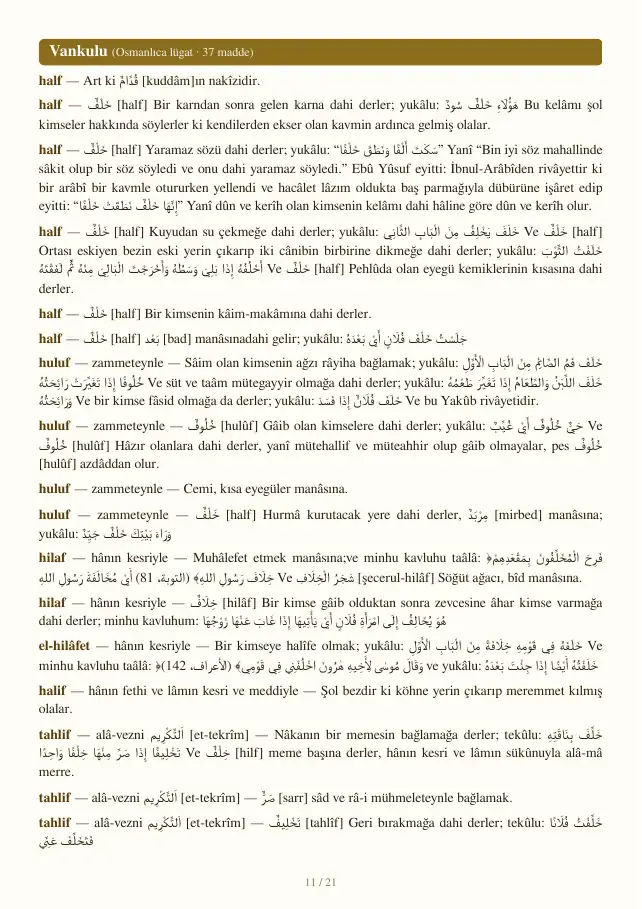 Vankulu (Osmanlıca lügat · 37 madde)
half — Art ki قُدَّامٌ [kuddâm]ın nakîzidir.
half — خَلْفٌ [half] Bir karndan sonra gelen karna dahi derler; yukâlu: هَؤُلَاءِ خَلْفُ سُوءٍ Bu kelâmı şol
kimseler hakkında söylerler ki kendilerden ekser olan kavmin ardınca gelmiş olalar.
half — خَلْفٌ [half] Yaramaz sözü dahi derler; yukâlu: “سَكَتَ أَلْفًا وَنَطَقَ خَلْفًا” Yanî “Bin iyi söz mahallinde
sâkit olup bir söz söyledi ve onu dahi yaramaz söyledi.” Ebû Yûsuf eyitti: İbnul-Arâbîden rivâyettir ki
bir arâbî bir kavmle otururken yellendi ve hacâlet lâzım oldukta baş parmağıyla dübürüne işâret edip
eyitti: “إِنَّهَا خَلْفٌ نَطَقَتْ خَلْفًا” Yanî dûn ve kerîh olan kimsenin kelâmı dahi hâline göre dûn ve kerîh olur.
half — خَلْفٌ [half] Kuyudan su çekmeğe dahi derler; yukâlu: خَلَفَ يَخْلِفُ مِنَ الْبَابِ الثَّانِي Ve خَلْفٌ [half]
Ortası eskiyen bezin eski yerin çıkarıp iki cânibin birbirine dikmeğe dahi derler; yukâlu: خَلَفْتُ الثَّوْبَ
أَخْلُفُهُ إِذَا بَلِيَ وَسَطُهُ وَأَخْرَجْتَ الْبَالِيَ مِنْهُ ثُمَّ لَفَقْتَهُ Ve خَلْفٌ [half] Pehlûda olan eyegü kemiklerinin kısasına dahi
derler.
half — خَلْفٌ [half] Bir kimsenin kâim-makâmına dahi derler.
half — خَلْفٌ [half] بَعْد [bad] manâsınadahi gelir; yukâlu: جَلَسْتُ خَلْفَ فُلَانٍ أَيْ بَعْدَهُ
huluf — zammeteynle — Sâim olan kimsenin ağzı râyiha bağlamak; yukâlu: خَلَفَ فَمُ الصَّائِمِ مِنَ الْبَابِ الْأَوَّلِ
خُلُوفًا إِذَا تَغَيَّرَتْ رَائِحَتُهُ Ve süt ve taâm mütegayyir olmağa dahi derler; yukâlu: خَلَفَ اللَّبَنُ وَالطَّعَامُ إِذَا تَغَيَّرَ طَعْمُهُ
وَرَائِحَتُهُ Ve bir kimse fâsid olmağa da derler; yukâlu: خَلَفَ فُلَانٌ إِذَا فَسَدَ Ve bu Yakûb rivâyetidir.
huluf — zammeteynle — خُلُوفٌ [hulûf] Gâib olan kimselere dahi derler; yukâlu: حَيٌّ خُلُوفٌ أَيْ غُيَّبٌ Ve
خُلُوفٌ [hulûf] Hâzır olanlara dahi derler, yanî mütehallif ve müteahhir olup gâib olmayalar, pes خُلُوفٌ
[hulûf] azdâddan olur.
huluf — zammeteynle — Cemi, kısa eyegüler manâsına.
huluf — zammeteynle — خَلْفٌ [half] Hurmâ kurutacak yere dahi derler, مِرْبَدٌ [mirbed] manâsına;
yukâlu: وَرَاءَ بَيْتِكَ خَلْفٌ جَيِّدٌ
hilaf — hânın kesriyle — Muhâlefet etmek manâsına;ve minhu kavluhu taâlâ: ﴿فَرِحَ الْمُخَلَّفُونَ بِمَقْعَدِهِمْ
خِلَافَ رَسُولِ اللهِ﴾ (التوبة، 81) أَيْ مُخَالَفَةَ رَسُولِ اللهِ Ve شَجَرُ الْخِلَافِ [şecerul-hilâf] Söğüt ağacı, bîd manâsına.
hilaf — hânın kesriyle — خِلَافٌ [hilâf] Bir kimse gâib olduktan sonra zevcesine âhar kimse varmağa
dahi derler; minhu kavluhum: هُوَ يُخَالِفُ إِلَى امْرَأَةِ فُلَانٍ أَيْ يَأْتِيهَا إِذَا غَابَ عَنْهَا زَوْجُهَا
el-hilâfet — hânın kesriyle — Bir kimseye halîfe olmak; yukâlu: خَلَفَهُ فِي قَوْمِهِ خِلَافَةً مِنَ الْبَابِ الْأَوَّلِ Ve
minhu kavluhu taâlâ: ﴿وَقَالَ مُوسَى لِأَخِيهِ هَرُونَ اخْلُفْنِي فِي قَوْمِي﴾ (الأعراف، 142) ve yukâlu: خَلَفْتُهُ أَيْضًا إِذَا جِئْتَ بَعْدَهُ
halif — hânın fethi ve lâmın kesri ve meddiyle — Şol bezdir ki köhne yerin çıkarıp meremmet kılmış
olalar.
tahlif — alâ-vezni اَلتَّكْرِيم [et-tekrîm] — Nâkanın bir memesin bağlamağa derler; tekûlu: خَلَّفَ بِنَاقَتِهِ
تَخْلِيفًا إِذَا صَرَّ مِنْهَا خِلْفًا وَاحِدًا Ve خِلْفٌ [hilf] meme başına derler, hânın kesri ve lâmın sükûnuyla alâ-mâ
merre.
tahlif — alâ-vezni اَلتَّكْرِيم [et-tekrîm] — صَرٌّ [sarr] sâd ve râ-i mühmeleteynle bağlamak.
tahlif — alâ-vezni اَلتَّكْرِيم [et-tekrîm] — تَخْلِيفٌ [tahlîf] Geri bırakmağa dahi derler; tekûlu: خَلَّفْتُ فُلَانًا
فَتَخَلَّفَ عَنِّي
11 / 21